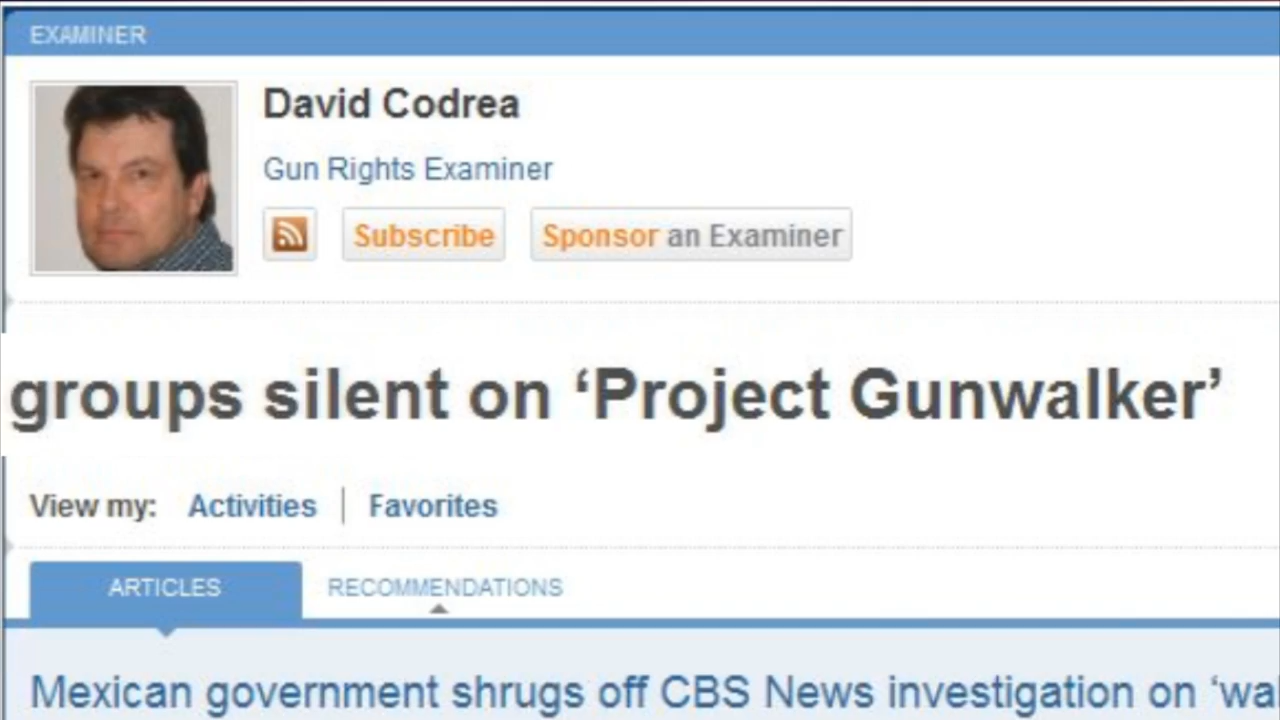 EXAMINER
David Codrea
Gun Rights Examiner
Subscribe
Sponsor an Examiner
groups silent on ‘Project Gunwalker’
View my: Activities Favorites
ARTICLES RECOMMENDATIONS
Mexican government shrugs off CBS News investigation on ‘wa